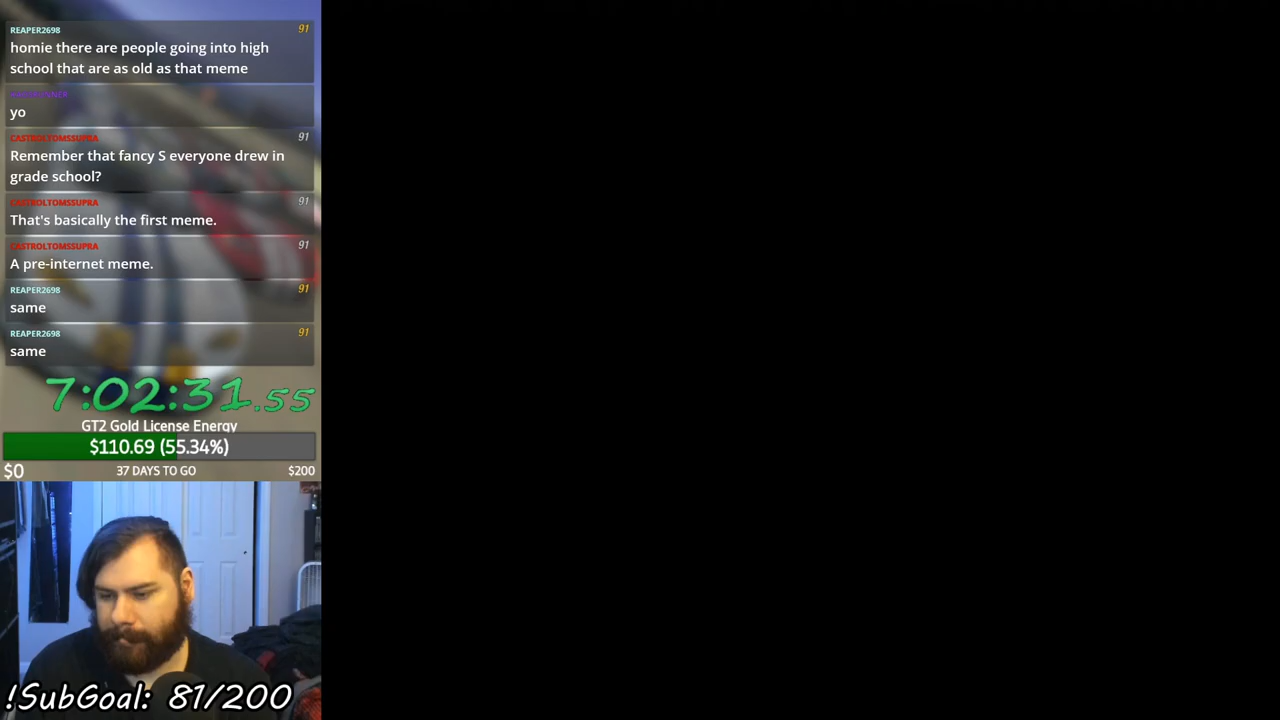 REAPER2698 91
homie there are people going into high
school that are as old as that meme
yo
CASTROLTOMSSUPRA 91
Remember that fancy S everyone drew in
grade school?
CASTROLTOMSSUPRA 91
That's basically the first meme.
CASTROLTOMSSUPRA 91
A pre-internet meme.
REAPER2698 91
same
REAPER2698 91
same
7:02:31.55
GT2 Gold License Energy
$110.69 (55.34%)
$0 37 DAYS TO GO $200
!SubGoal: 81/200